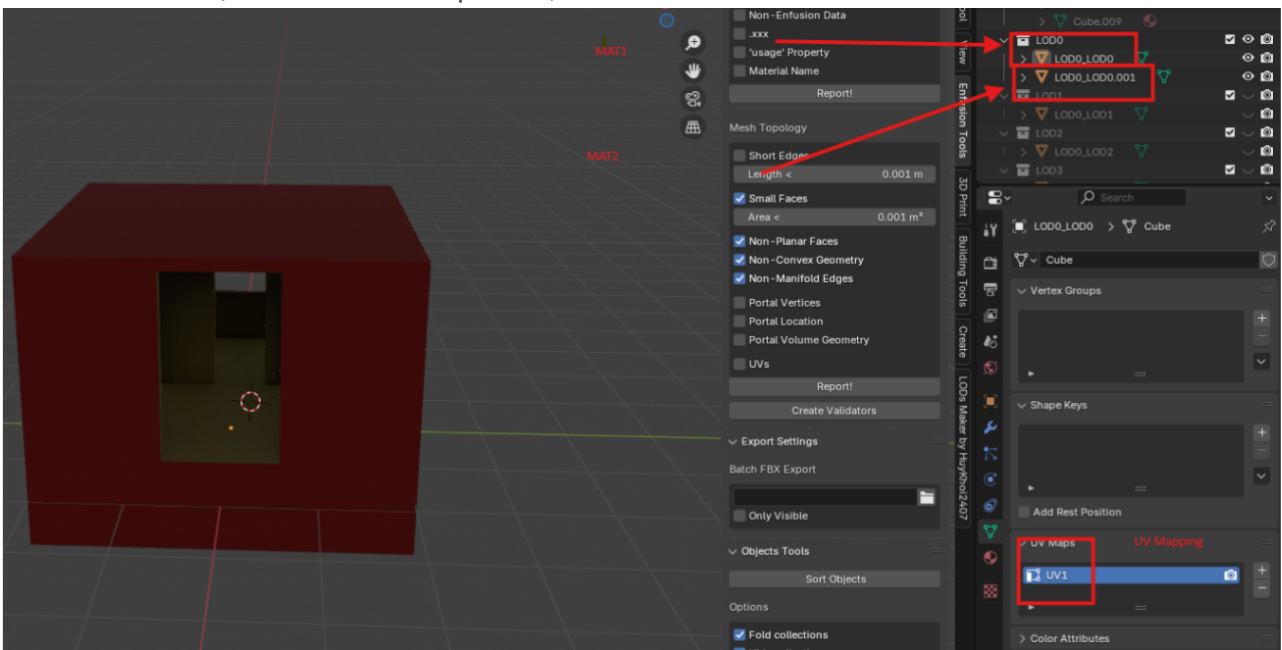 Non-Enfusion Data
.xxx
'usage' Property
Material Name
Report!
Mesh Topology
Short Edges
Length <
0.001 m
Small Faces
Area <
0.001 m²
Non-Planar Faces
Non-Convex Geometry
Non-Manifold Edges
Portal Vertices
Portal Location
Portal Volume Geometry
UVs
Report!
Create Validators
Export Settings
Batch FBX Export
Only Visible
Objects Tools
Sort Objects
Options
Fold collections
MAT1
MAT2
View
Enfusion Tools
3D Print
Building Tools
Create
LODs Maker by HuyKhoi2407
Cube.009
LOD0
LOD0_LOD0
LOD0_LOD0.001
LOD1
LOD0_LOD1
LOD2
LOD0_LOD2
LOD3
Search
LOD0_LOD0 > Cube
Cube
Vertex Groups
Shape Keys
Add Rest Position
UV Maps
UV Mapping
UV1
Color Attributes